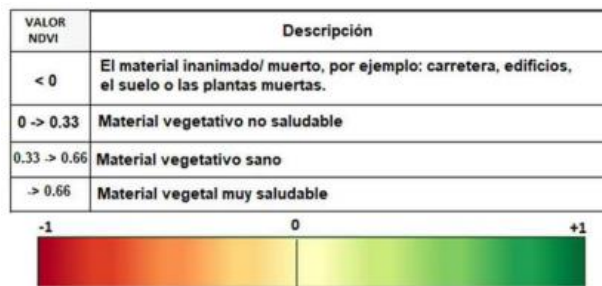 VALOR
NDVI
Descripción
< 0
El material inanimado/ muerto, por ejemplo: carretera, edificios,
el suelo o las plantas muertas.
0 -> 0.33
Material vegetativo no saludable
0.33 -> 0.66
Material vegetativo sano
-> 0.66
Material vegetal muy saludable
-1
0
+1